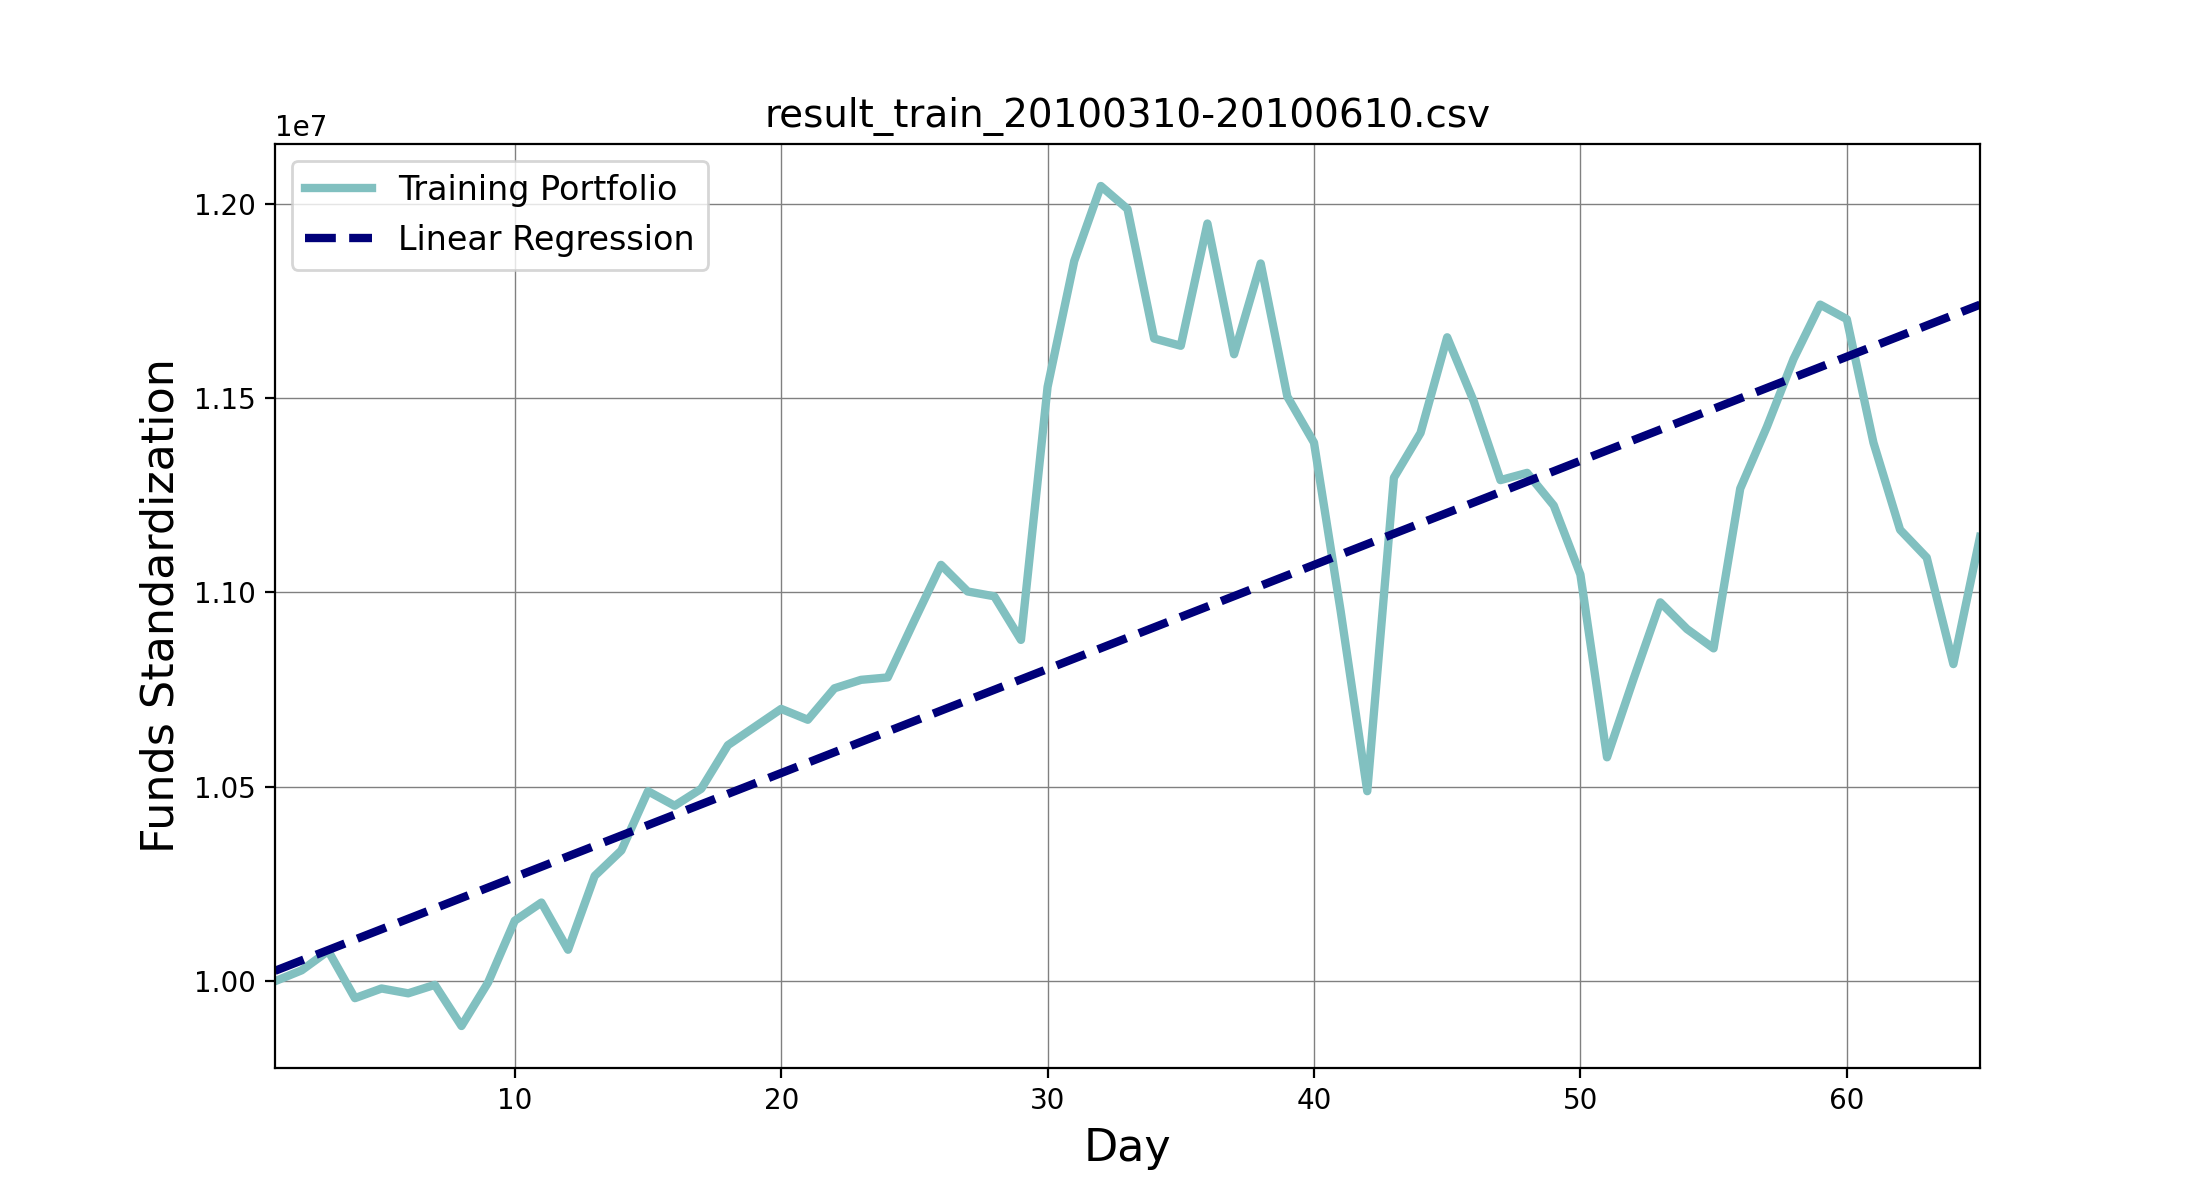 result_train_20100310-20100610.csv
1e7
Training Portfolio
Linear Regression
1.20
1.15
1.10
1.05
1.00
Funds Standardization
10 20 30 40 50 60
Day